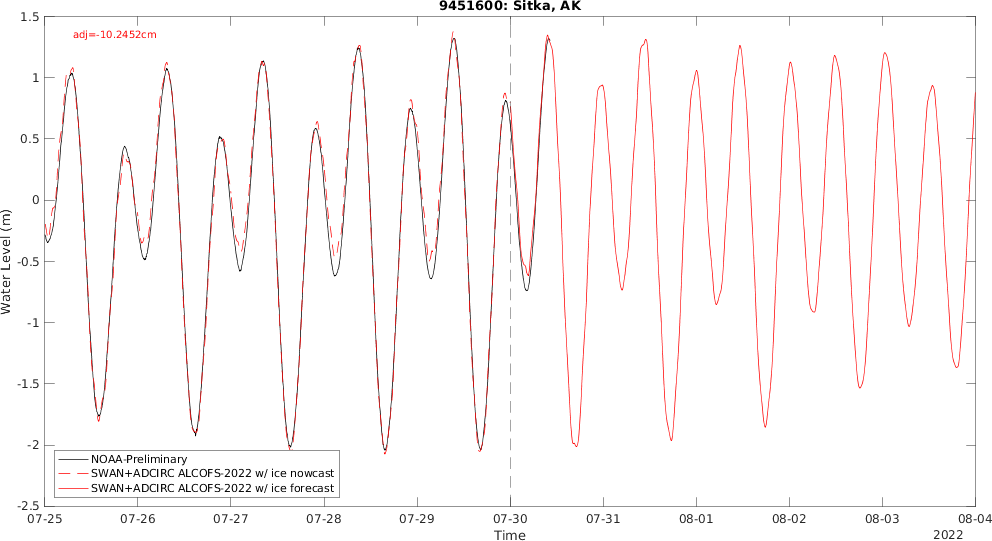 9451600: Sitka, AK
adj=-10.2452cm
1.5
1
0.5
0
-0.5
-1
-1.5
-2
-2.5
Water Level (m)
NOAA-Preliminary
SWAN+ADCIRC ALCOFS-2022 w/ ice nowcast
SWAN+ADCIRC ALCOFS-2022 w/ ice forecast
07-25 07-26 07-27 07-28 07-29 07-30 07-31 08-01 08-02 08-03 08-04
Time
2022